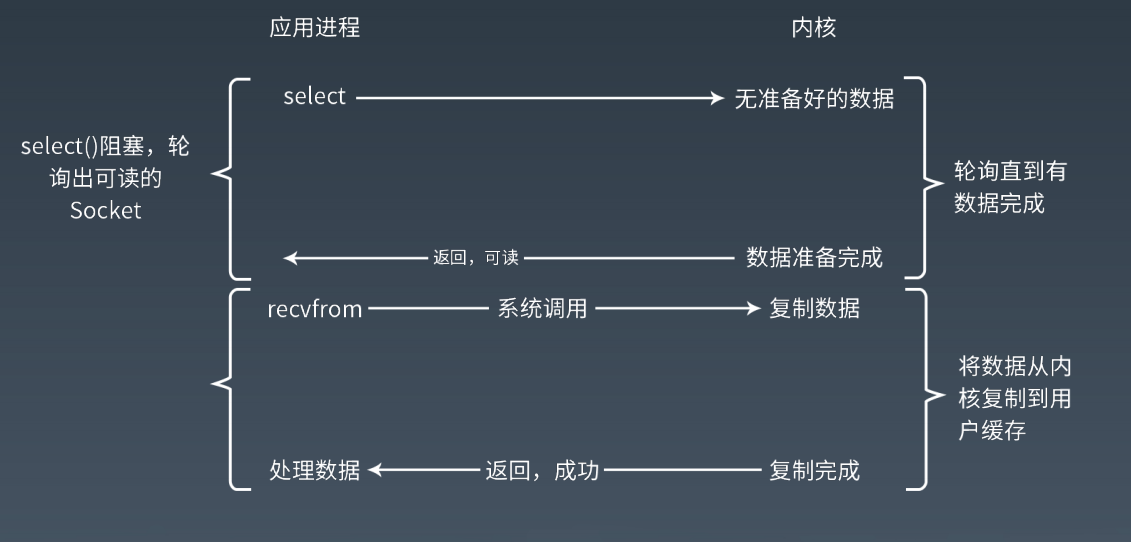 应用进程
内核
select
无准备好的数据
select()阻塞，轮
询出可读的
Socket
轮询直到有
数据完成
返回，可读
数据准备完成
recvfrom
系统调用
复制数据
将数据从内
核复制到用
户缓存
处理数据
返回，成功
复制完成